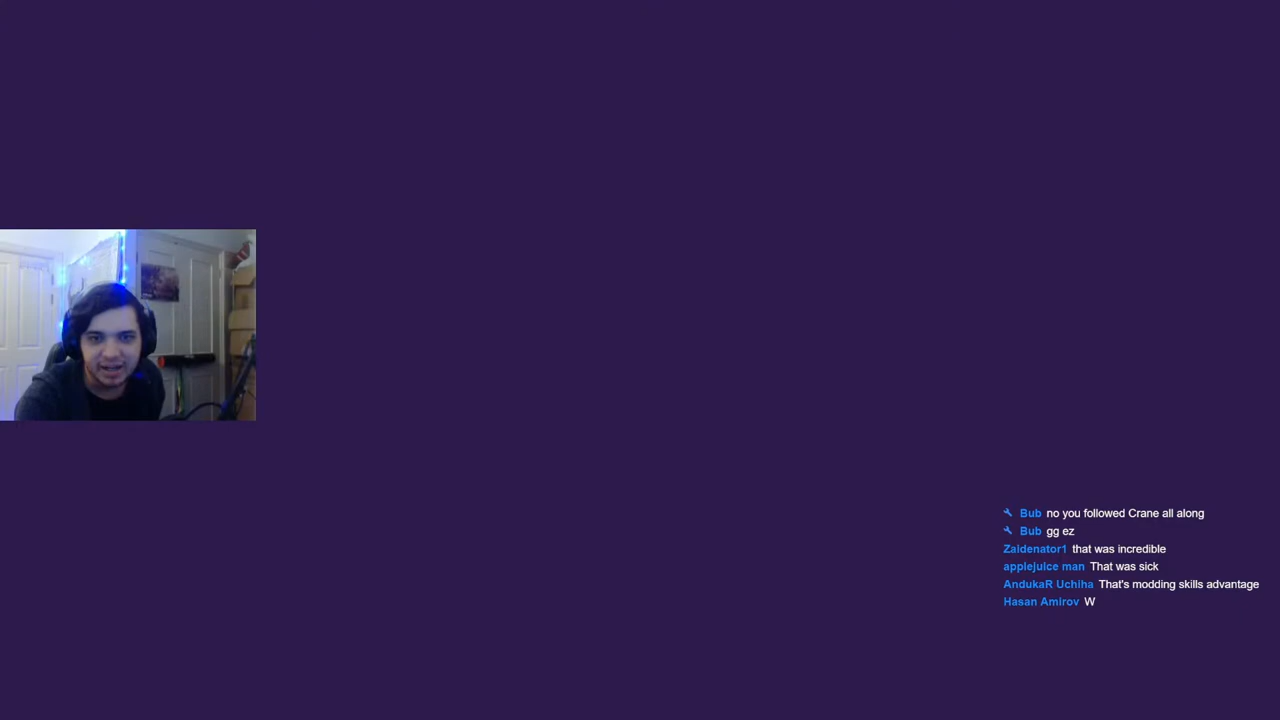 Bub no you followed Crane all along
Bub gg ez
Zaidenator1 that was incredible
applejuice man That was sick
AndukaR Uchiha That's modding skills advantage
Hasan Amirov W